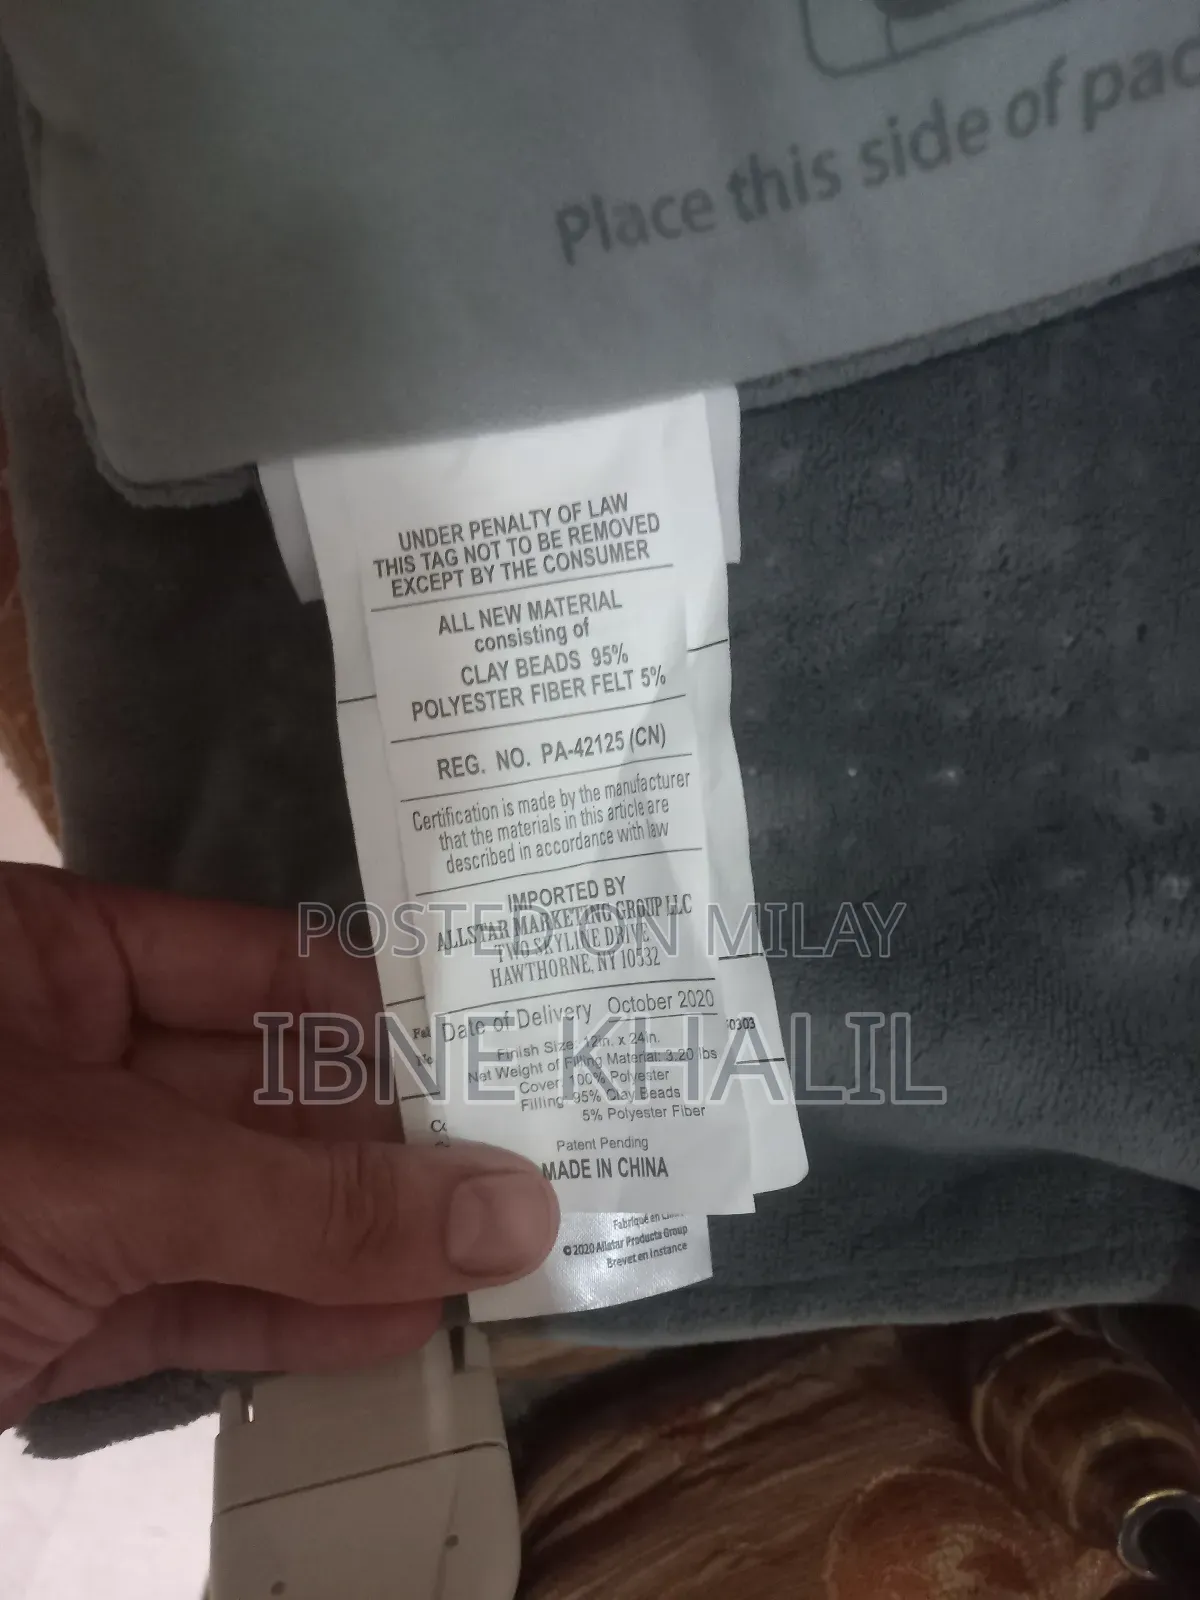 Place this side of
UNDER PENALTY OF LAW
THIS TAG NOT TO BE REMOVED
EXCEPT BY THE CONSUMER
ALL NEW MATERIAL
consisting of
CLAY BEADS 95%
POLYESTER FIBER FELT 5%
REG. NO. PA-42125 (CN)
Certification is made by the manufacturer
that the materials in this article are
described in accordance with law
IMPORTED BY
ALLSTAR MARKETING GROUP LLC
TWO SKYLINE DRIVE
HAWTHORNE, NY 10532
POSTED ON MILAY
Date of Delivery October 2020
IBNE KHALIL
Finish Size: 12in. x 24in.
Net Weight of Filling Material: 3.20 lbs
Cover: 100% Polyester
Filling: 95% Clay Beads
5% Polyester Fiber
Patent Pending
MADE IN CHINA
Fabriqué en
© 2020 Allstar Products Group
Brevet en Instance